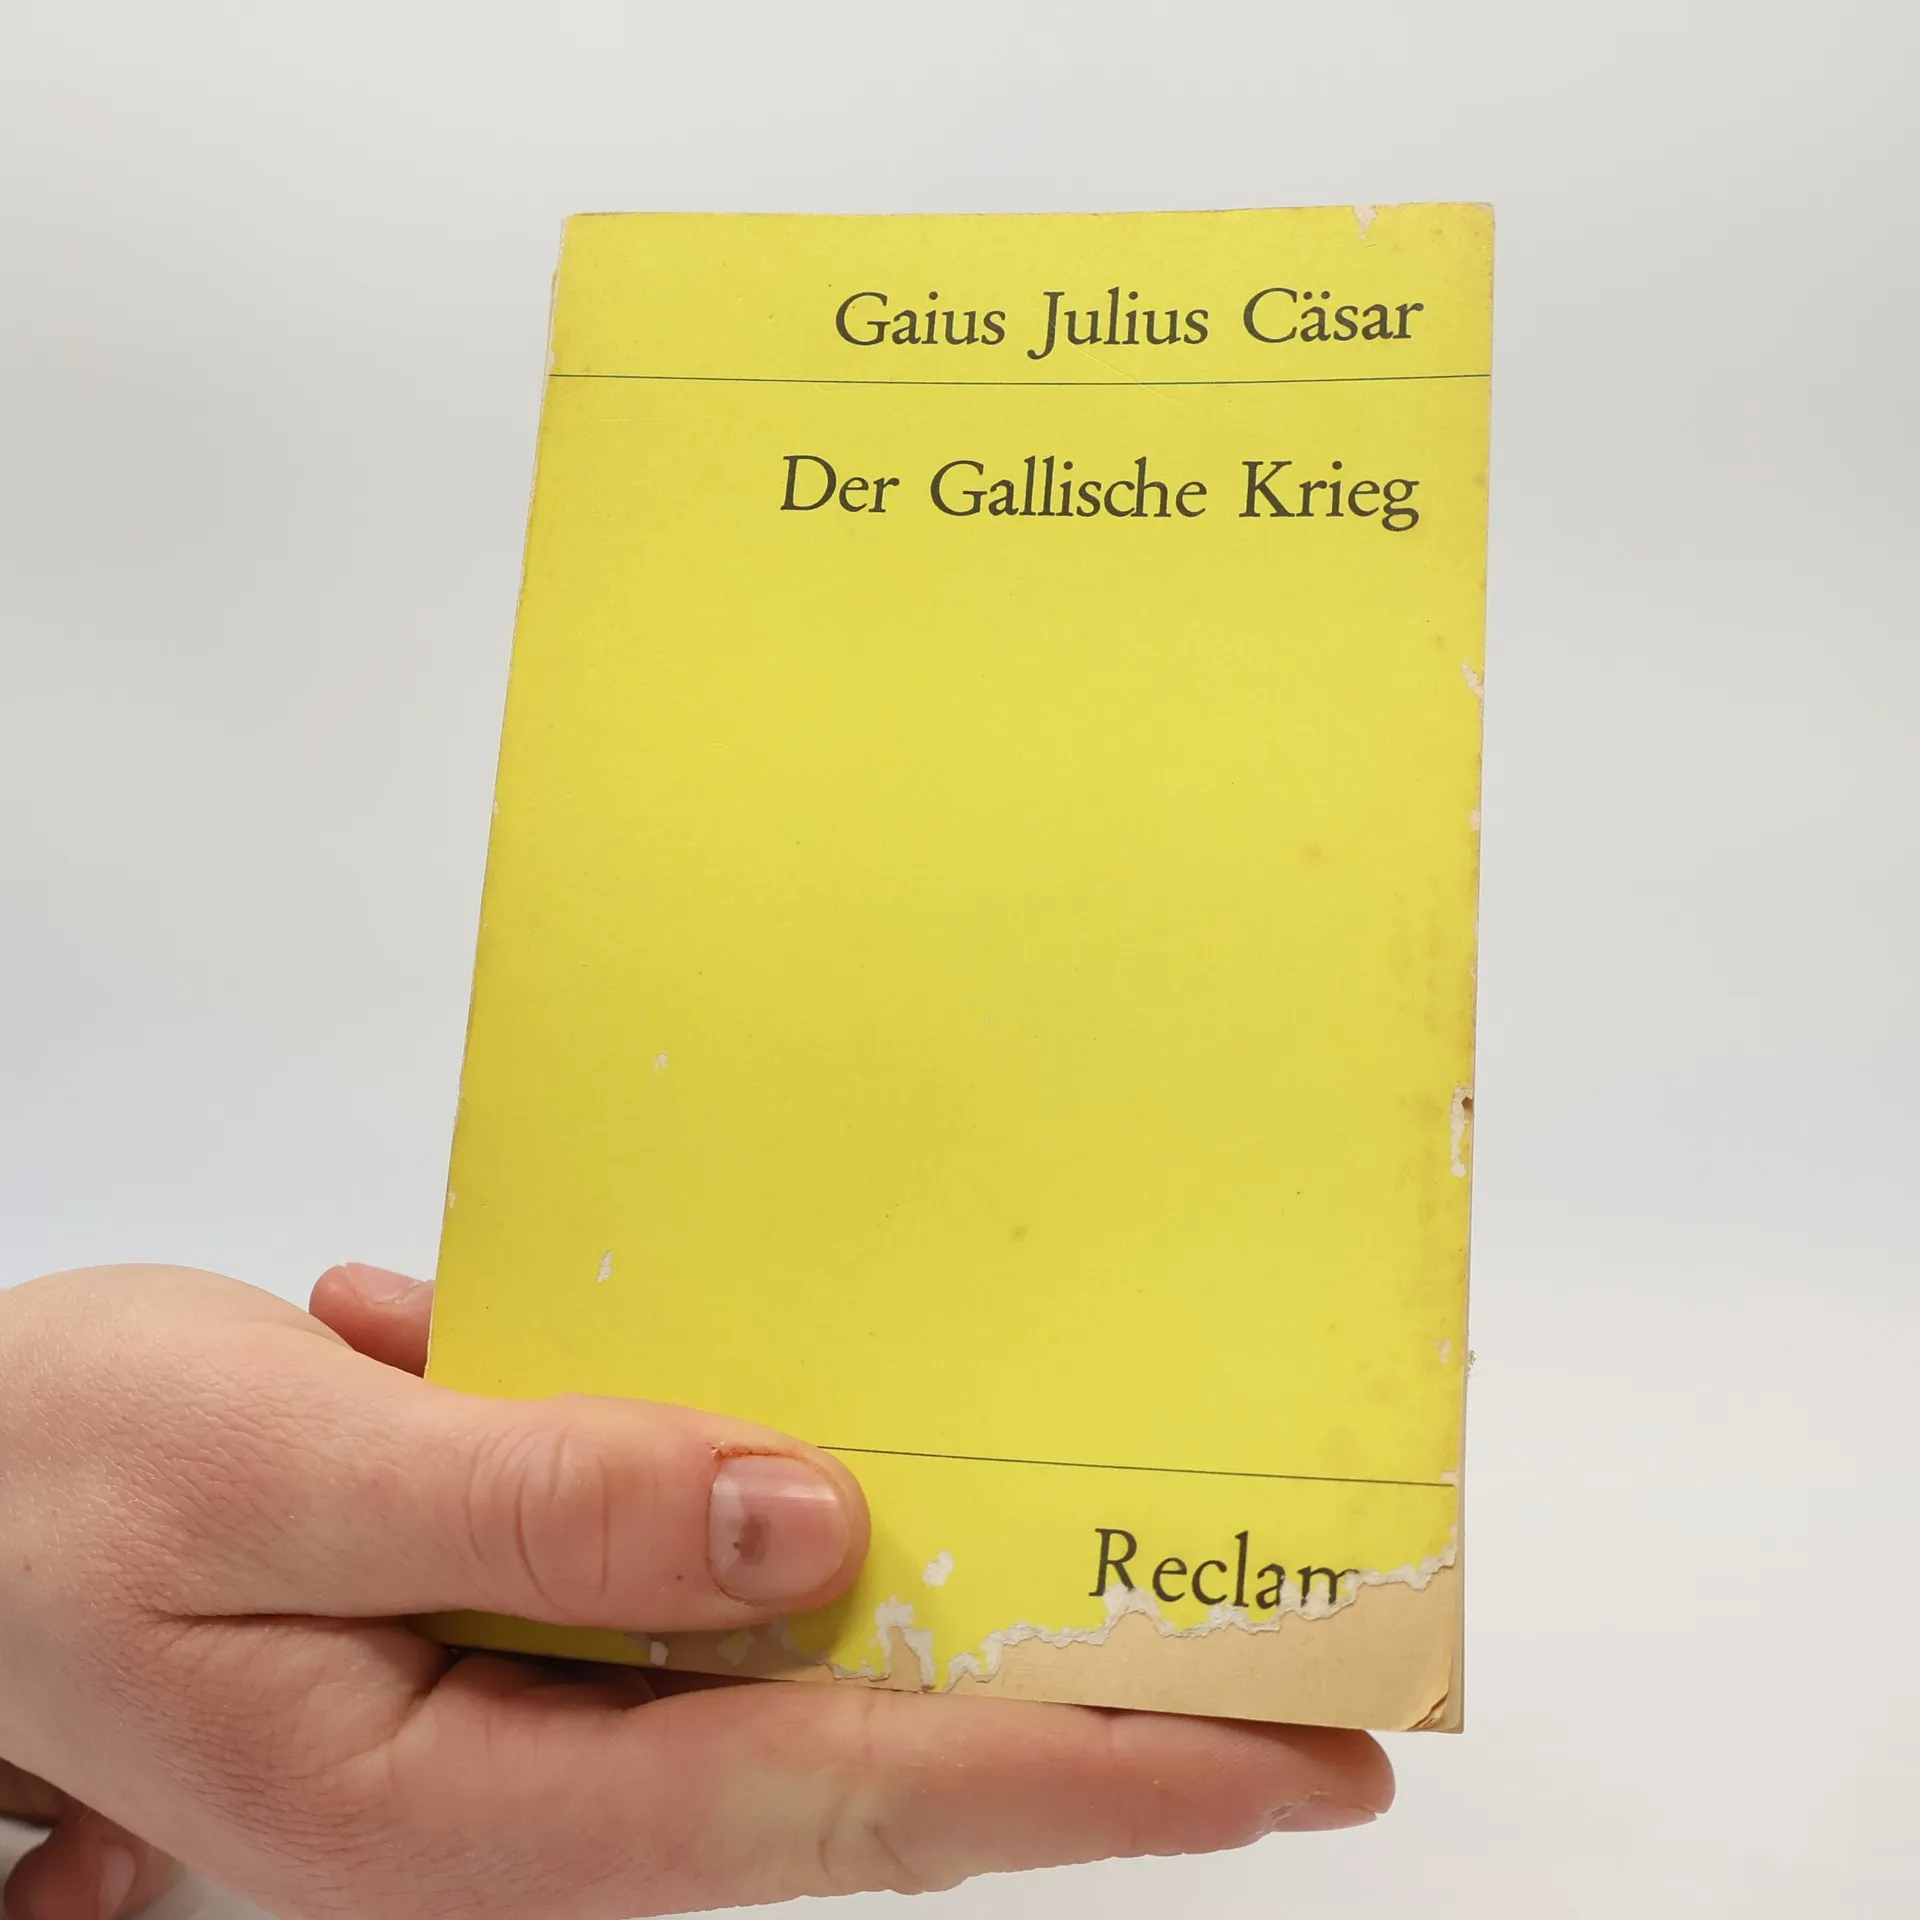 Gaius Julius Cäsar
Der Gallische Krieg
Reclam